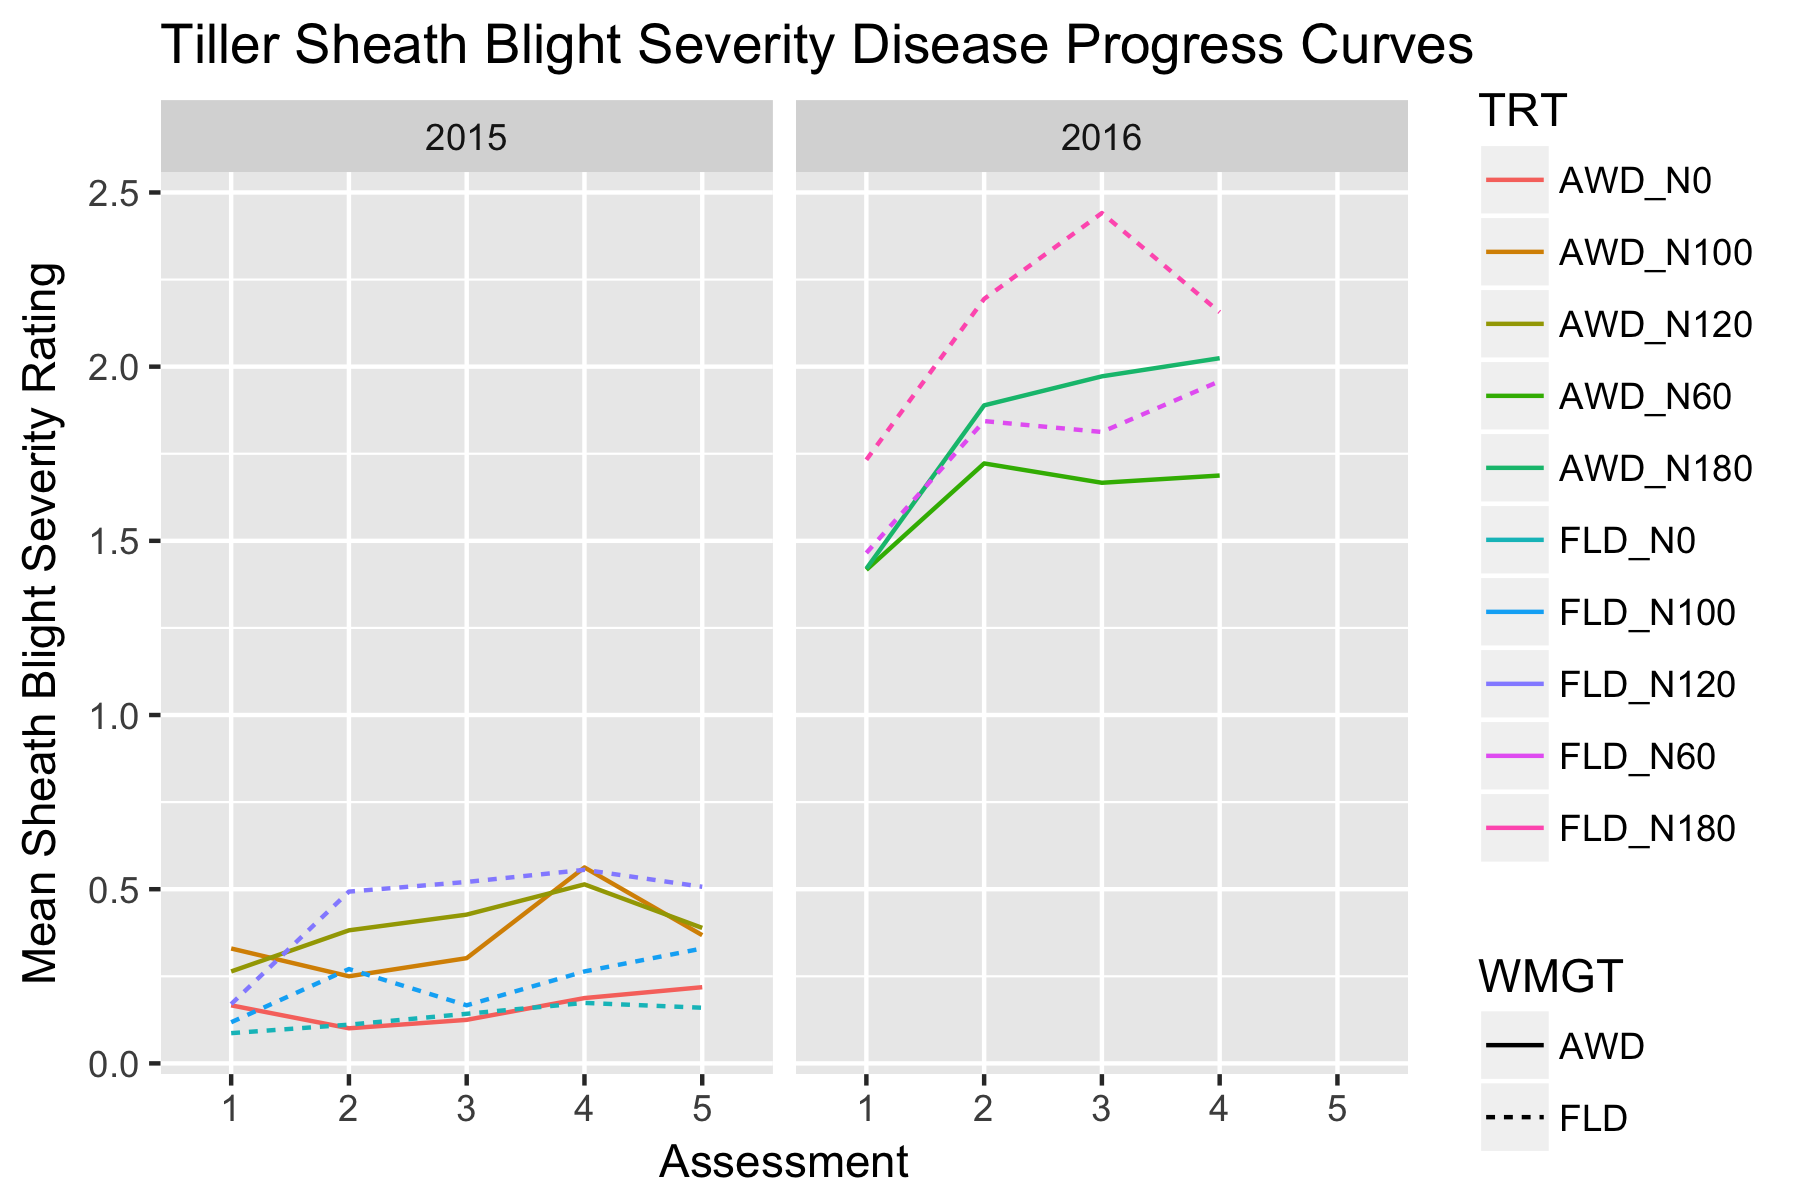 Tiller Sheath Blight Severity Disease Progress Curves
2015
2016
Mean Sheath Blight Severity Rating
2.5
2.0
1.5
1.0
0.5
0.0
1 2 3 4 5
1 2 3 4 5
Assessment
TRT
AWD_N0
AWD_N100
AWD_N120
AWD_N60
AWD_N180
FLD_N0
FLD_N100
FLD_N120
FLD_N60
FLD_N180
WMGT
AWD
FLD